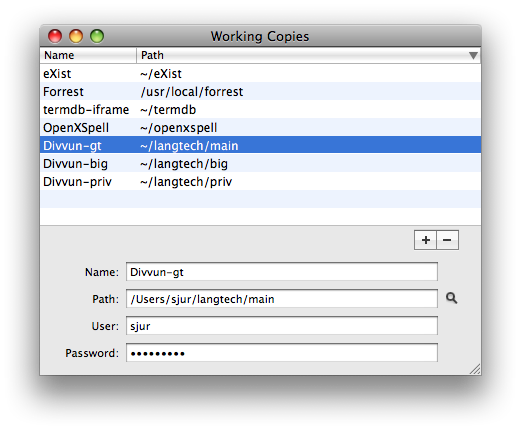 Working Copies
Name Path
eXist ~/eXist
Forrest /usr/local/forrest
termdb-iframe ~/termdb
OpenXSpell ~/openxspell
Divvun-gt ~/langtech/main
Divvun-big ~/langtech/big
Divvun-priv ~/langtech/priv
Name: Divvun-gt
Path: /Users/sjur/langtech/main
User: sjur
Password: •••••••••